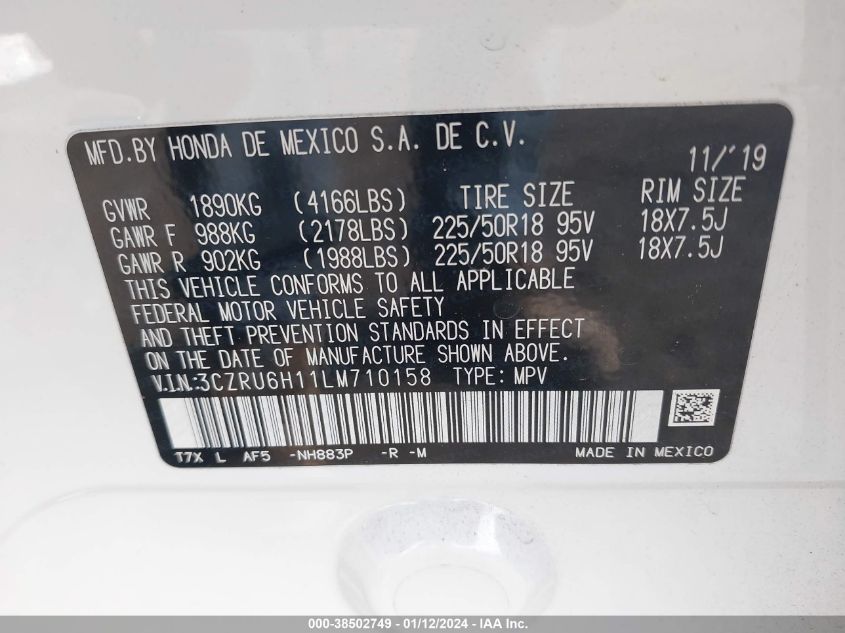 MFD.BY HONDA DE MEXICO S.A. DE C.V.
11/'19
GVWR 1890KG (4166LBS) TIRE SIZE RIM SIZE
GAWR F 988KG (2178LBS) 225/50R18 95V 18X7.5J
GAWR R 902KG (1988LBS) 225/50R18 95V 18X7.5J
THIS VEHICLE CONFORMS TO ALL APPLICABLE
FEDERAL MOTOR VEHICLE SAFETY
AND THEFT PREVENTION STANDARDS IN EFFECT
ON THE DATE OF MANUFACTURE SHOWN ABOVE.
V.I.N.:3CZRU6H11LM710158 TYPE: MPV
T7X L AF5 -NH883P -R -M MADE IN MEXICO
000-38502749 - 01/12/2024 - IAA Inc.